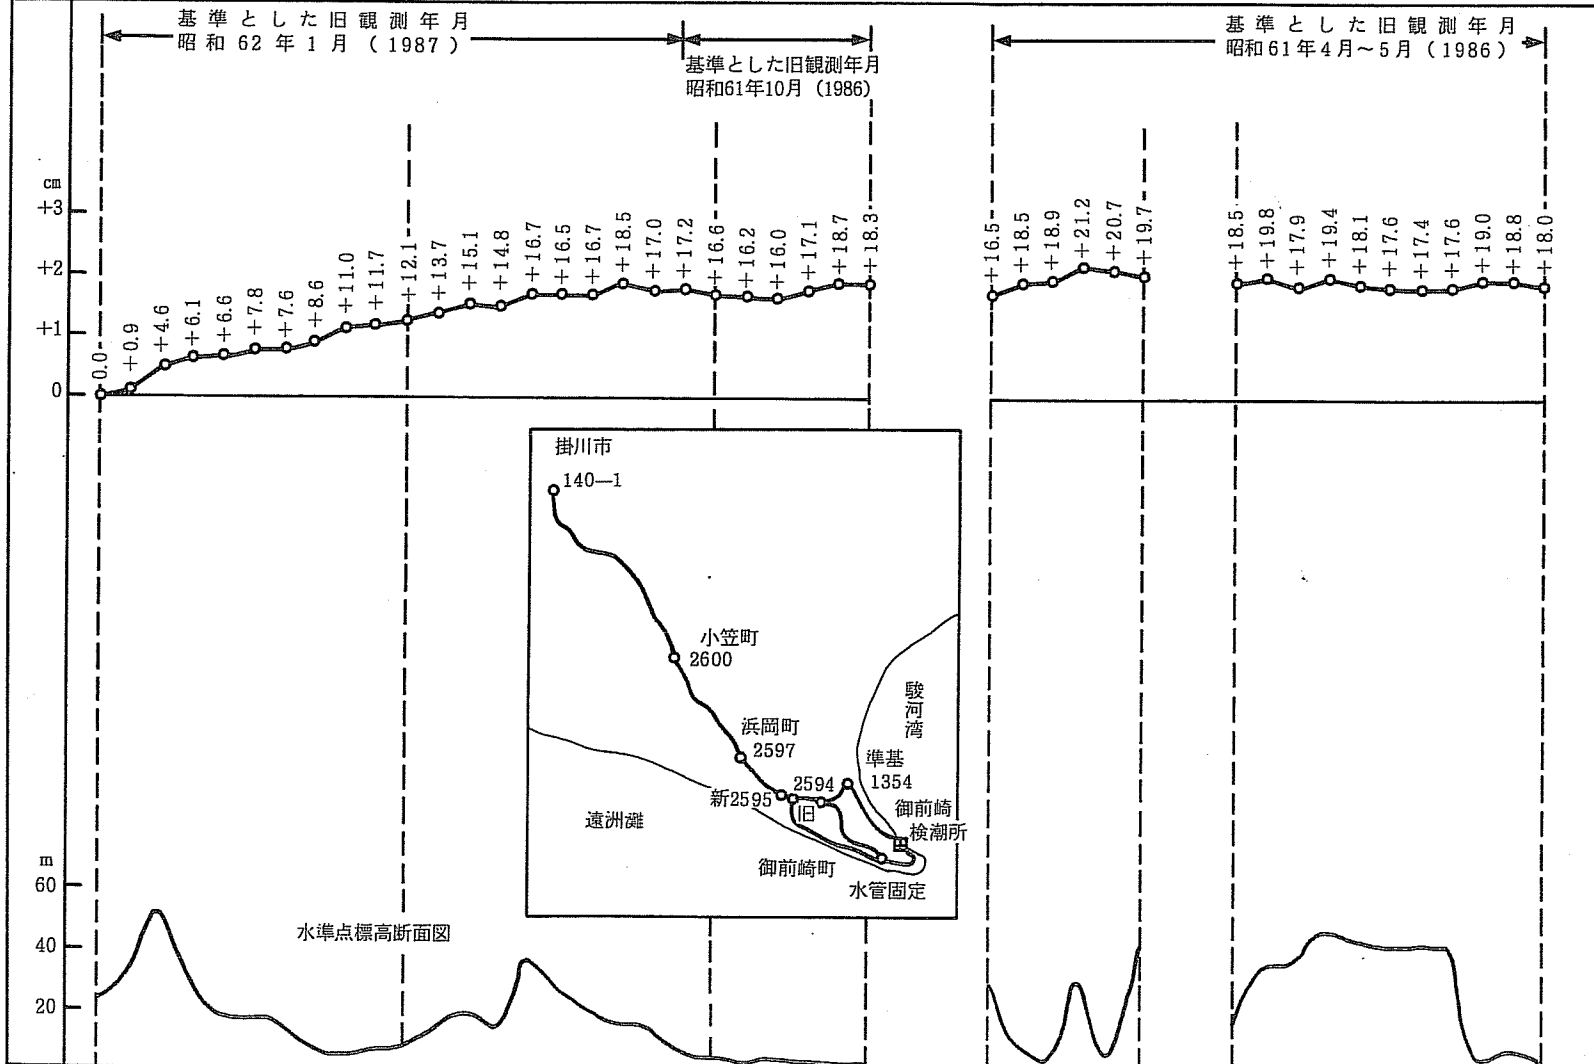 基準とした旧観測年月
昭和62年1月(1987)
基準とした旧観測年月
昭和61年10月(1986)
基準とした旧観測年月
昭和61年4月~5月(1986)
cm
+3
+2
+1
0
0.0
+0.9
+4.6
+6.1
+6.6
+7.8
+7.6
+8.6
+11.0
+11.7
+12.1
+13.7
+15.1
+14.8
+16.7
+16.5
+16.7
+18.5
+17.0
+17.2
+16.6
+16.2
+16.0
+17.1
+18.7
+18.3
+16.5
+18.5
+18.9
+21.2
+20.7
+19.7
+18.5
+19.8
+17.9
+19.4
+18.1
+17.6
+17.4
+17.6
+19.0
+18.8
+18.0
掛川市
140—1
小笠町
2600
浜岡町
2597
駿河湾
準基
1354
2594
新2595
旧
御前崎
検潮所
遠洲灘
御前崎町
水管固定
m
60
40
20
水準点標高断面図